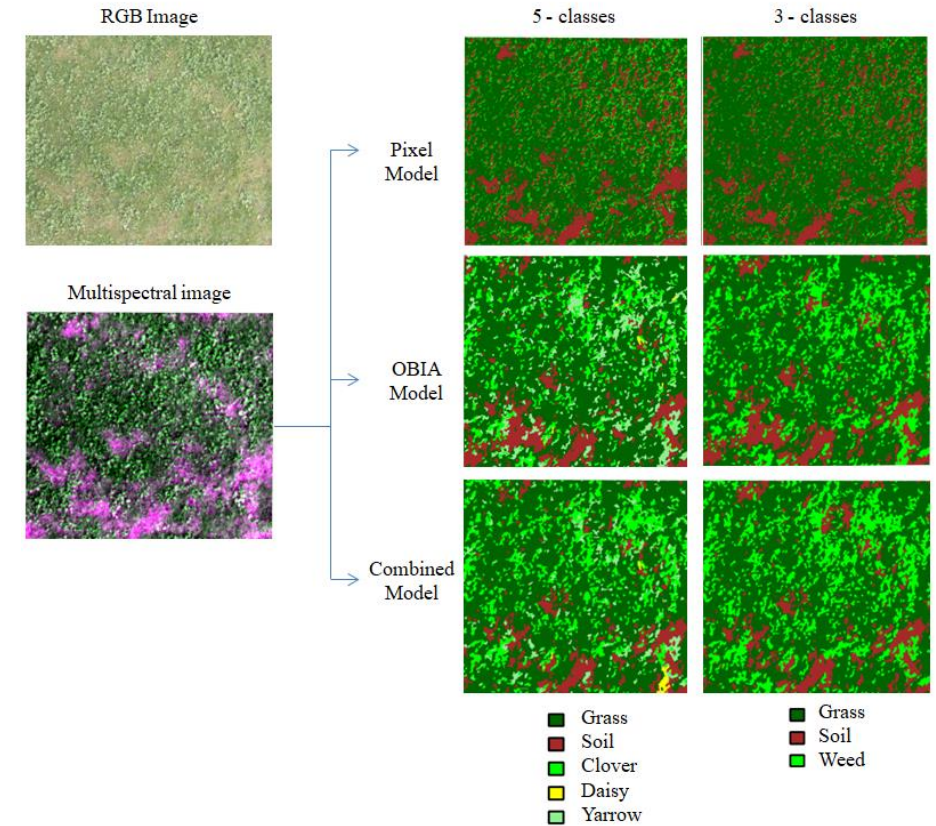 RGB Image
5 - classes
3 - classes
Pixel
Model
Multispectral image
OBIA
Model
Combined
Model
Grass
Soil
Clover
Daisy
Yarrow
Grass
Soil
Weed